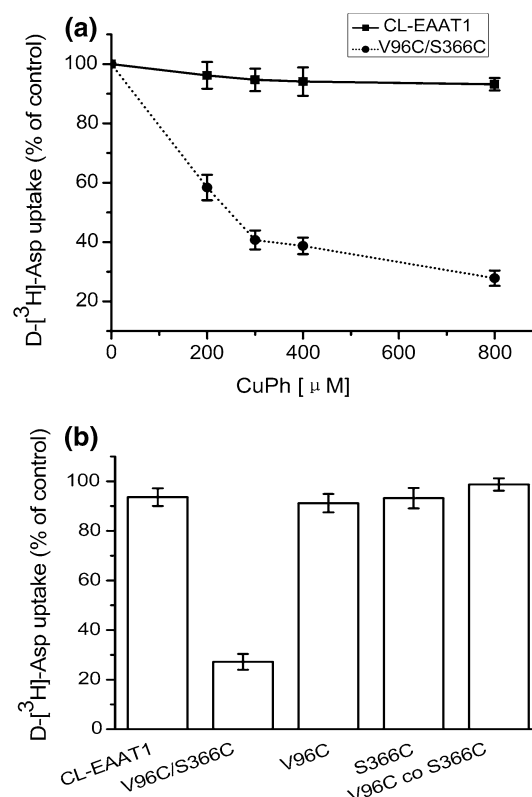 (a)
CL-EAAT1
V96C/S366C
D-[³H]-Asp uptake (% of control)
100
80
60
40
20
0 200 400 600 800
CuPh [ μM]
(b)
D-[³H]-Asp uptake (% of control)
100
80
60
40
20
0
CL-EAAT1
V96C/S366C
V96C
S366C
V96C co S366C